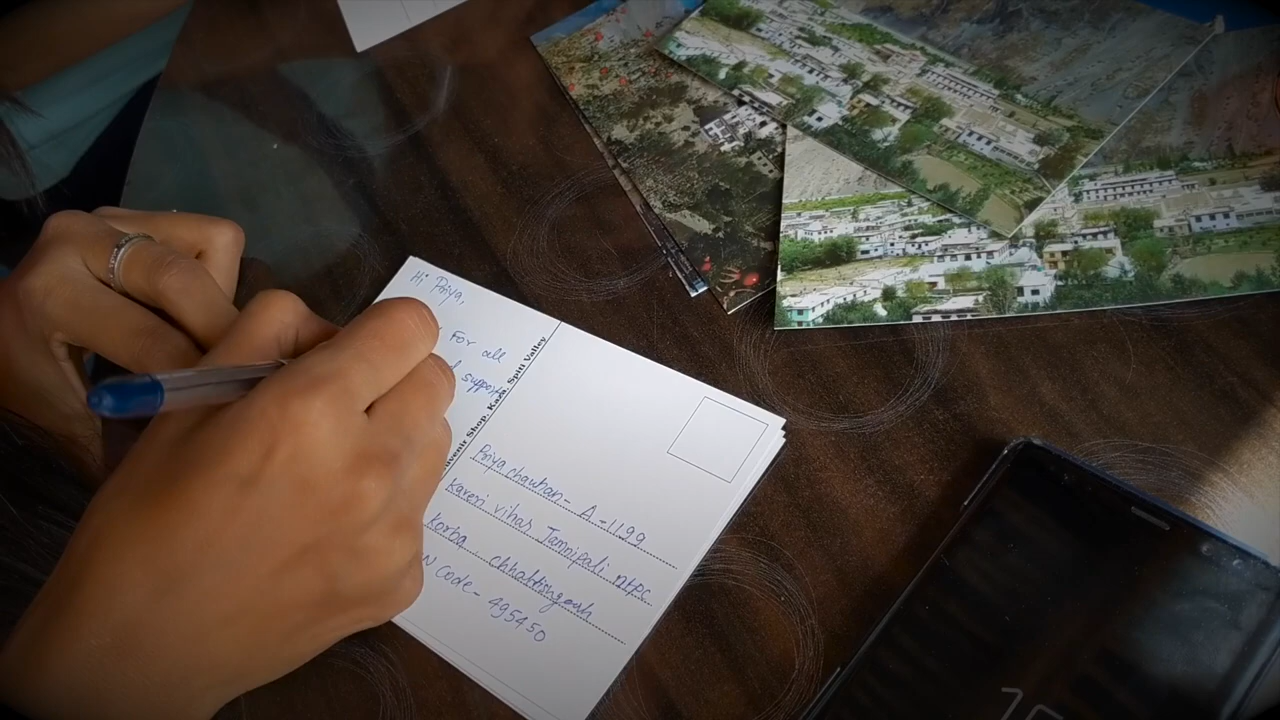 Hi Priya,
For all
support
Souvenir Shop, Kaza, Spiti Valley
Priya chauhan- A-1199
Kaveri vihar Jamnipali ntpc
Korba, chhattisgarh
N Code- 495450